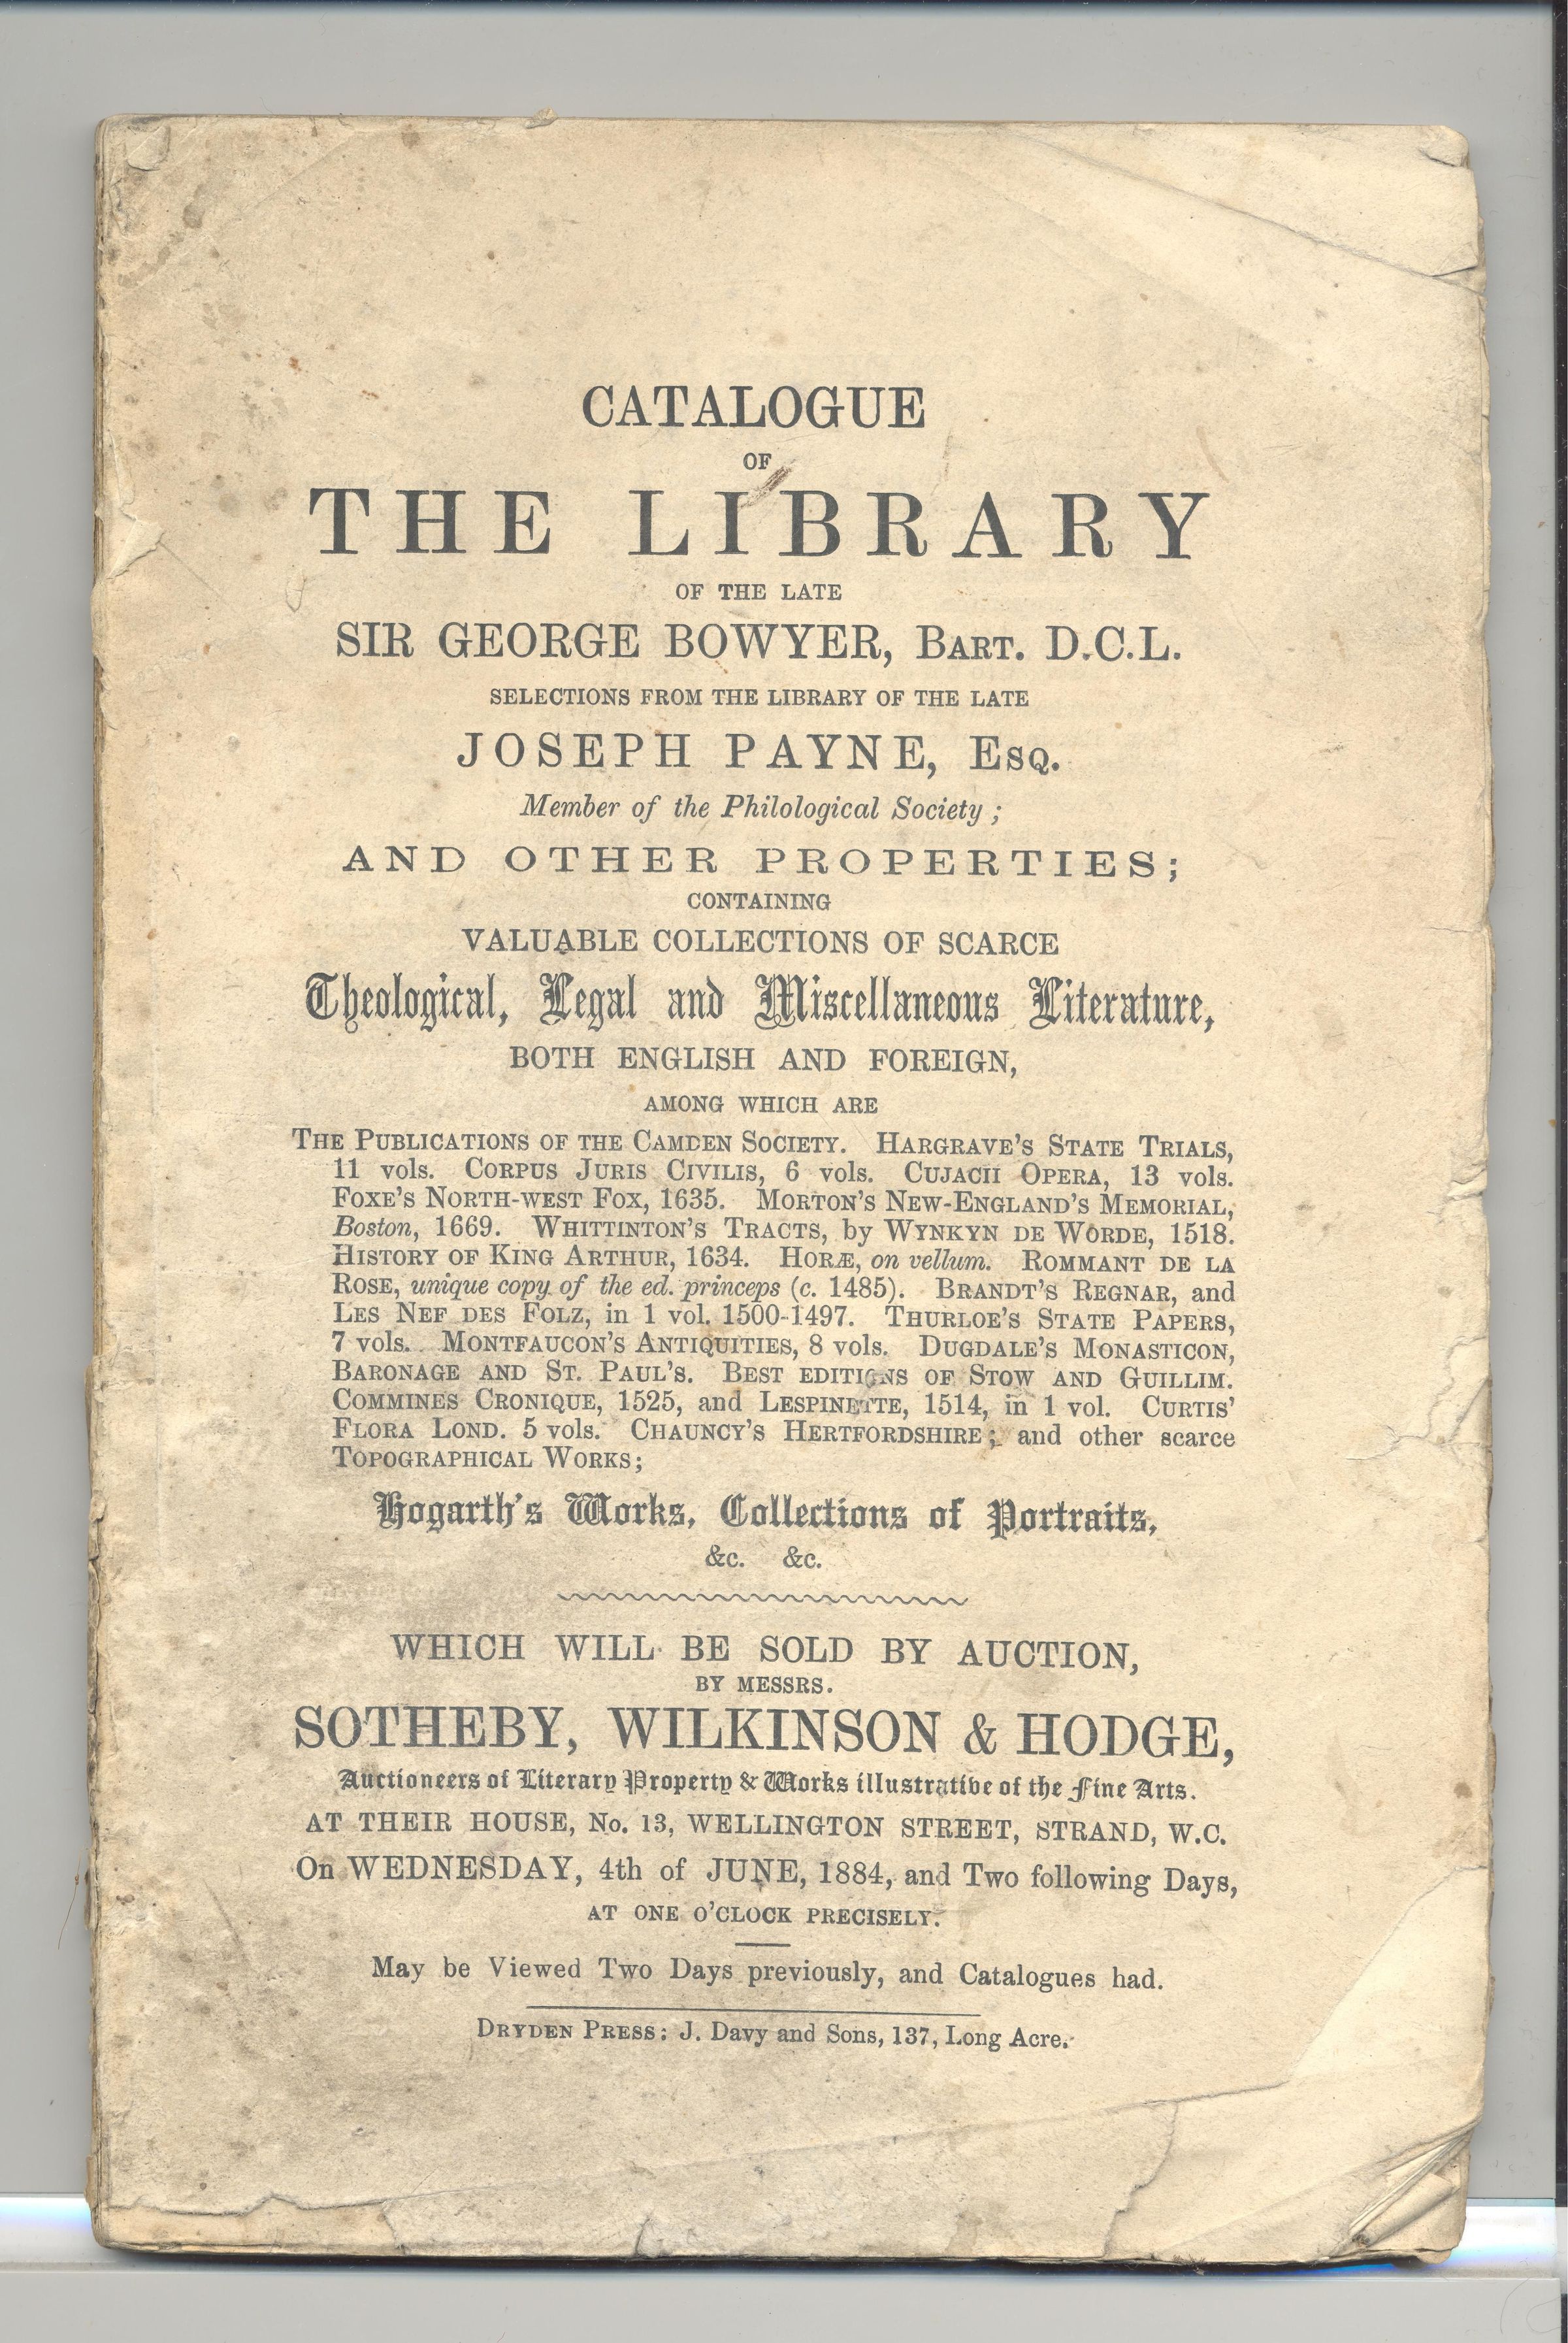 CATALOGUE
OF
THE LIBRARY
OF THE LATE
SIR GEORGE BOWYER, BART. D.C.L.
SELECTIONS FROM THE LIBRARY OF THE LATE
JOSEPH PAYNE, ESQ.
Member of the Philological Society ;
AND OTHER PROPERTIES;
CONTAINING
VALUABLE COLLECTIONS OF SCARCE
Theological, Legal and Miscellaneous Literature,
BOTH ENGLISH AND FOREIGN,
AMONG WHICH ARE
THE PUBLICATIONS OF THE CAMDEN SOCIETY. HARGRAVE'S STATE TRIALS,
11 vols. CORPUS JURIS CIVILIS, 6 vols. CUJACII OPERA, 13 vols.
FOXE'S NORTH-WEST FOX, 1635. MORTON'S NEW-ENGLAND'S MEMORIAL,
Boston, 1669. WHITTINTON'S TRACTS, by WYNKYN DE WORDE, 1518.
HISTORY OF KING ARTHUR, 1634. HORÆ, on vellum. ROMMANT DE LA
ROSE, unique copy of the ed. princeps (c. 1485). BRANDT'S REGNAR, and
LES NEF DES FOLZ, in 1 vol. 1500-1497. THURLOE'S STATE PAPERS,
7 vols. MONTFAUCON'S ANTIQUITIES, 8 vols. DUGDALE'S MONASTICON,
BARONAGE AND ST. PAUL'S. BEST EDITIONS OF STOW AND GUILLIM.
COMMINES CRONIQUE, 1525, and LESPINETTE, 1514, in 1 vol. CURTIS'
FLORA LOND. 5 vols. CHAUNCY'S HERTFORDSHIRE; and other scarce
TOPOGRAPHICAL WORKS;
Hogarth's Works, Collections of Portraits,
&c. &c.
WHICH WILL BE SOLD BY AUCTION,
BY MESSRS.
SOTHEBY, WILKINSON & HODGE,
Auctioneers of Literary Property & Works illustrative of the Fine Arts.
AT THEIR HOUSE, No. 13, WELLINGTON STREET, STRAND, W.C.
On WEDNESDAY, 4th of JUNE, 1884, and Two following Days,
AT ONE O'CLOCK PRECISELY.
May be Viewed Two Days previously, and Catalogues had.
DRYDEN PRESS: J. Davy and Sons, 137, Long Acre.